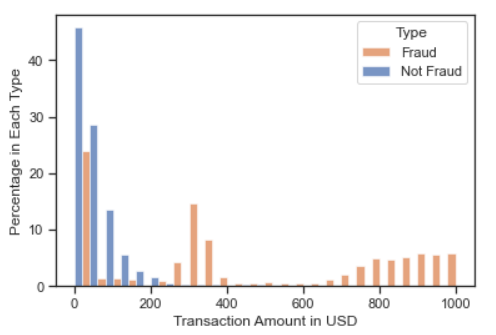 Type
Fraud
Not Fraud
Percentage in Each Type
40
30
20
10
0
0 200 400 600 800 1000
Transaction Amount in USD